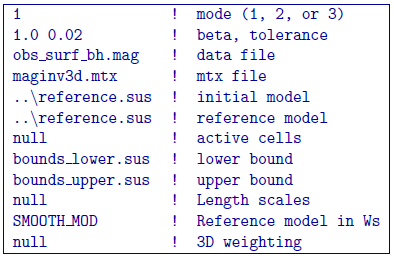 1 ! mode (1, 2, or 3)
1.0 0.02 ! beta, tolerance
obs_surf_bh.mag ! data file
maginv3d.mtx ! mtx file
..\reference.sus ! initial model
..\reference.sus ! reference model
null ! active cells
bounds_lower.sus ! lower bound
bounds_upper.sus ! upper bound
null ! Length scales
SMOOTH_MOD ! Reference model in Ws
null ! 3D weighting